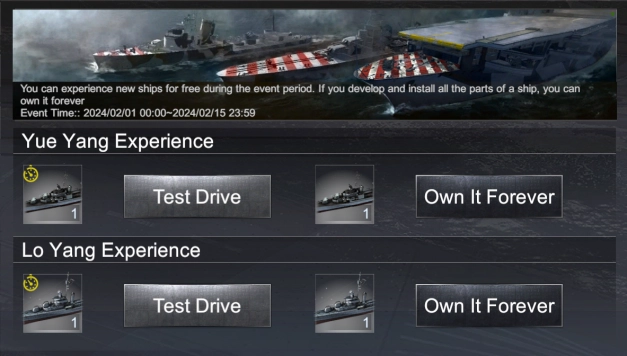 You can experience new ships for free during the event period. If you develop and install all the parts of a ship, you can
own it forever
Event Time:: 2024/02/01 00:00~2024/02/15 23:59
Yue Yang Experience
1
Test Drive
1
Own It Forever
Lo Yang Experience
1
Test Drive
1
Own It Forever